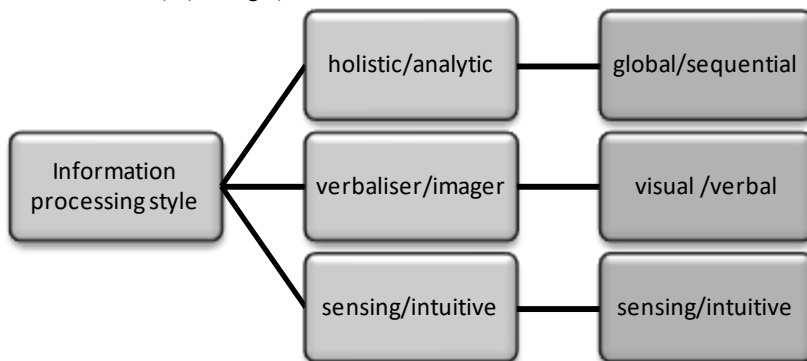 holistic/analytic
global/sequential
Information
processing style
verbaliser/imager
visual /verbal
sensing/intuitive
sensing/intuitive